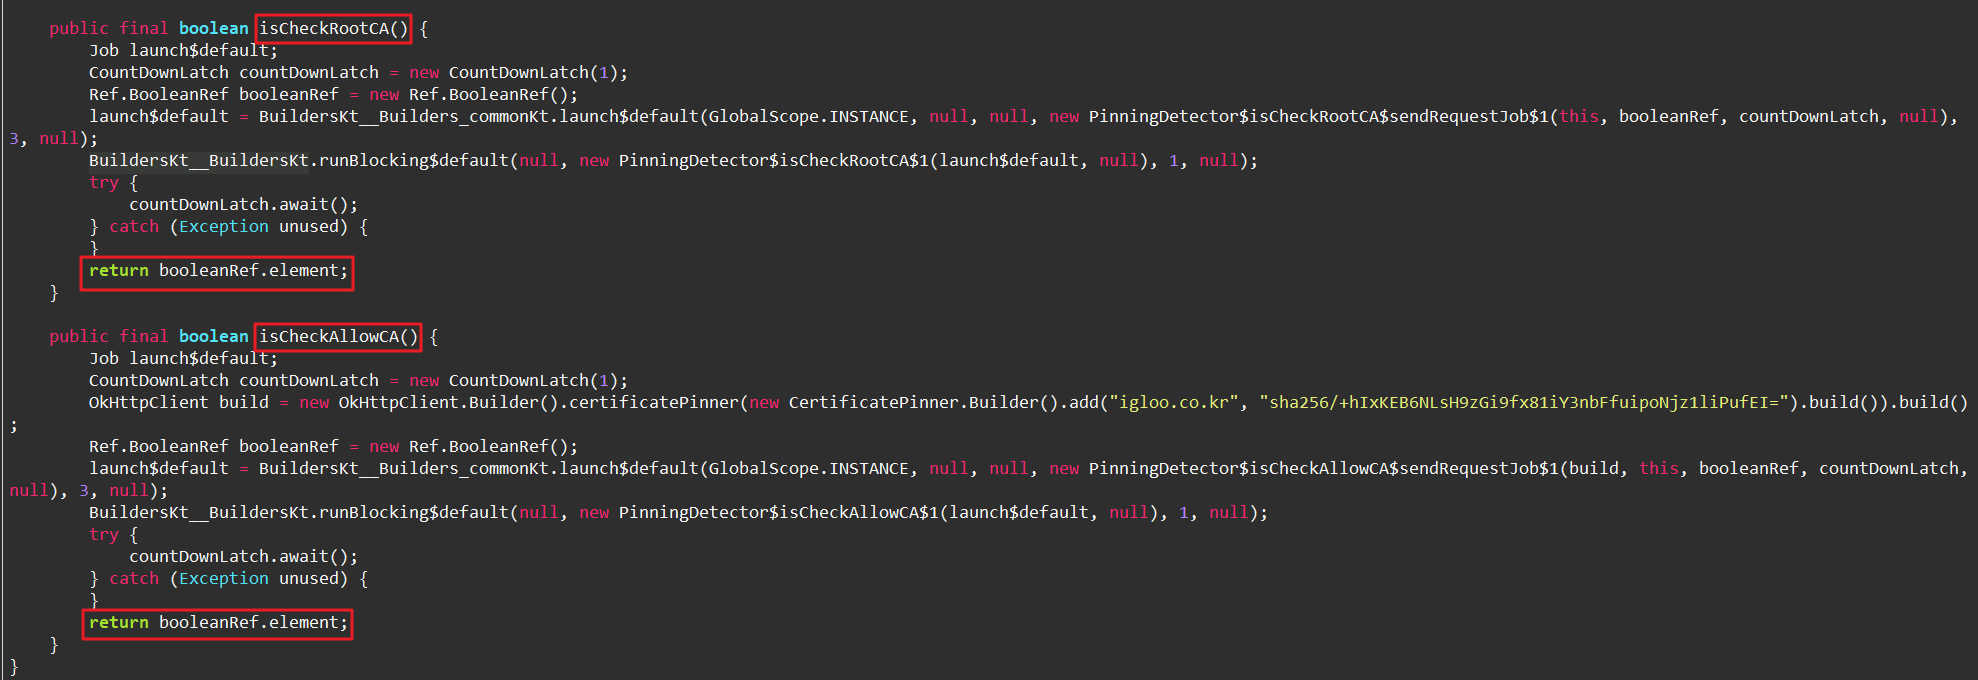 public final boolean isCheckRootCA() {
Job launch$default;
CountDownLatch countDownLatch = new CountDownLatch(1);
Ref.BooleanRef booleanRef = new Ref.BooleanRef();
launch$default = BuildersKt__Builders_commonKt.launch$default(GlobalScope.INSTANCE, null, null, new PinningDetector$isCheckRootCA$sendRequestJob$1(this, booleanRef, countDownLatch, null),
3, null);
BuildersKt__BuildersKt.runBlocking$default(null, new PinningDetector$isCheckRootCA$1(launch$default, null), 1, null);
try {
countDownLatch.await();
} catch (Exception unused) {
}
return booleanRef.element;
}
public final boolean isCheckAllowCA() {
Job launch$default;
CountDownLatch countDownLatch = new CountDownLatch(1);
OkHttpClient build = new OkHttpClient.Builder().certificatePinner(new CertificatePinner.Builder().add("igloo.co.kr", "sha256/+hIxKEB6NLsH9zGi9fx81iY3nbFfuipoNjz1liPufEI=").build()).build()
;
Ref.BooleanRef booleanRef = new Ref.BooleanRef();
launch$default = BuildersKt__Builders_commonKt.launch$default(GlobalScope.INSTANCE, null, null, new PinningDetector$isCheckAllowCA$sendRequestJob$1(build, this, booleanRef, countDownLatch,
null), 3, null);
BuildersKt__BuildersKt.runBlocking$default(null, new PinningDetector$isCheckAllowCA$1(launch$default, null), 1, null);
try {
countDownLatch.await();
} catch (Exception unused) {
}
return booleanRef.element;
}
}